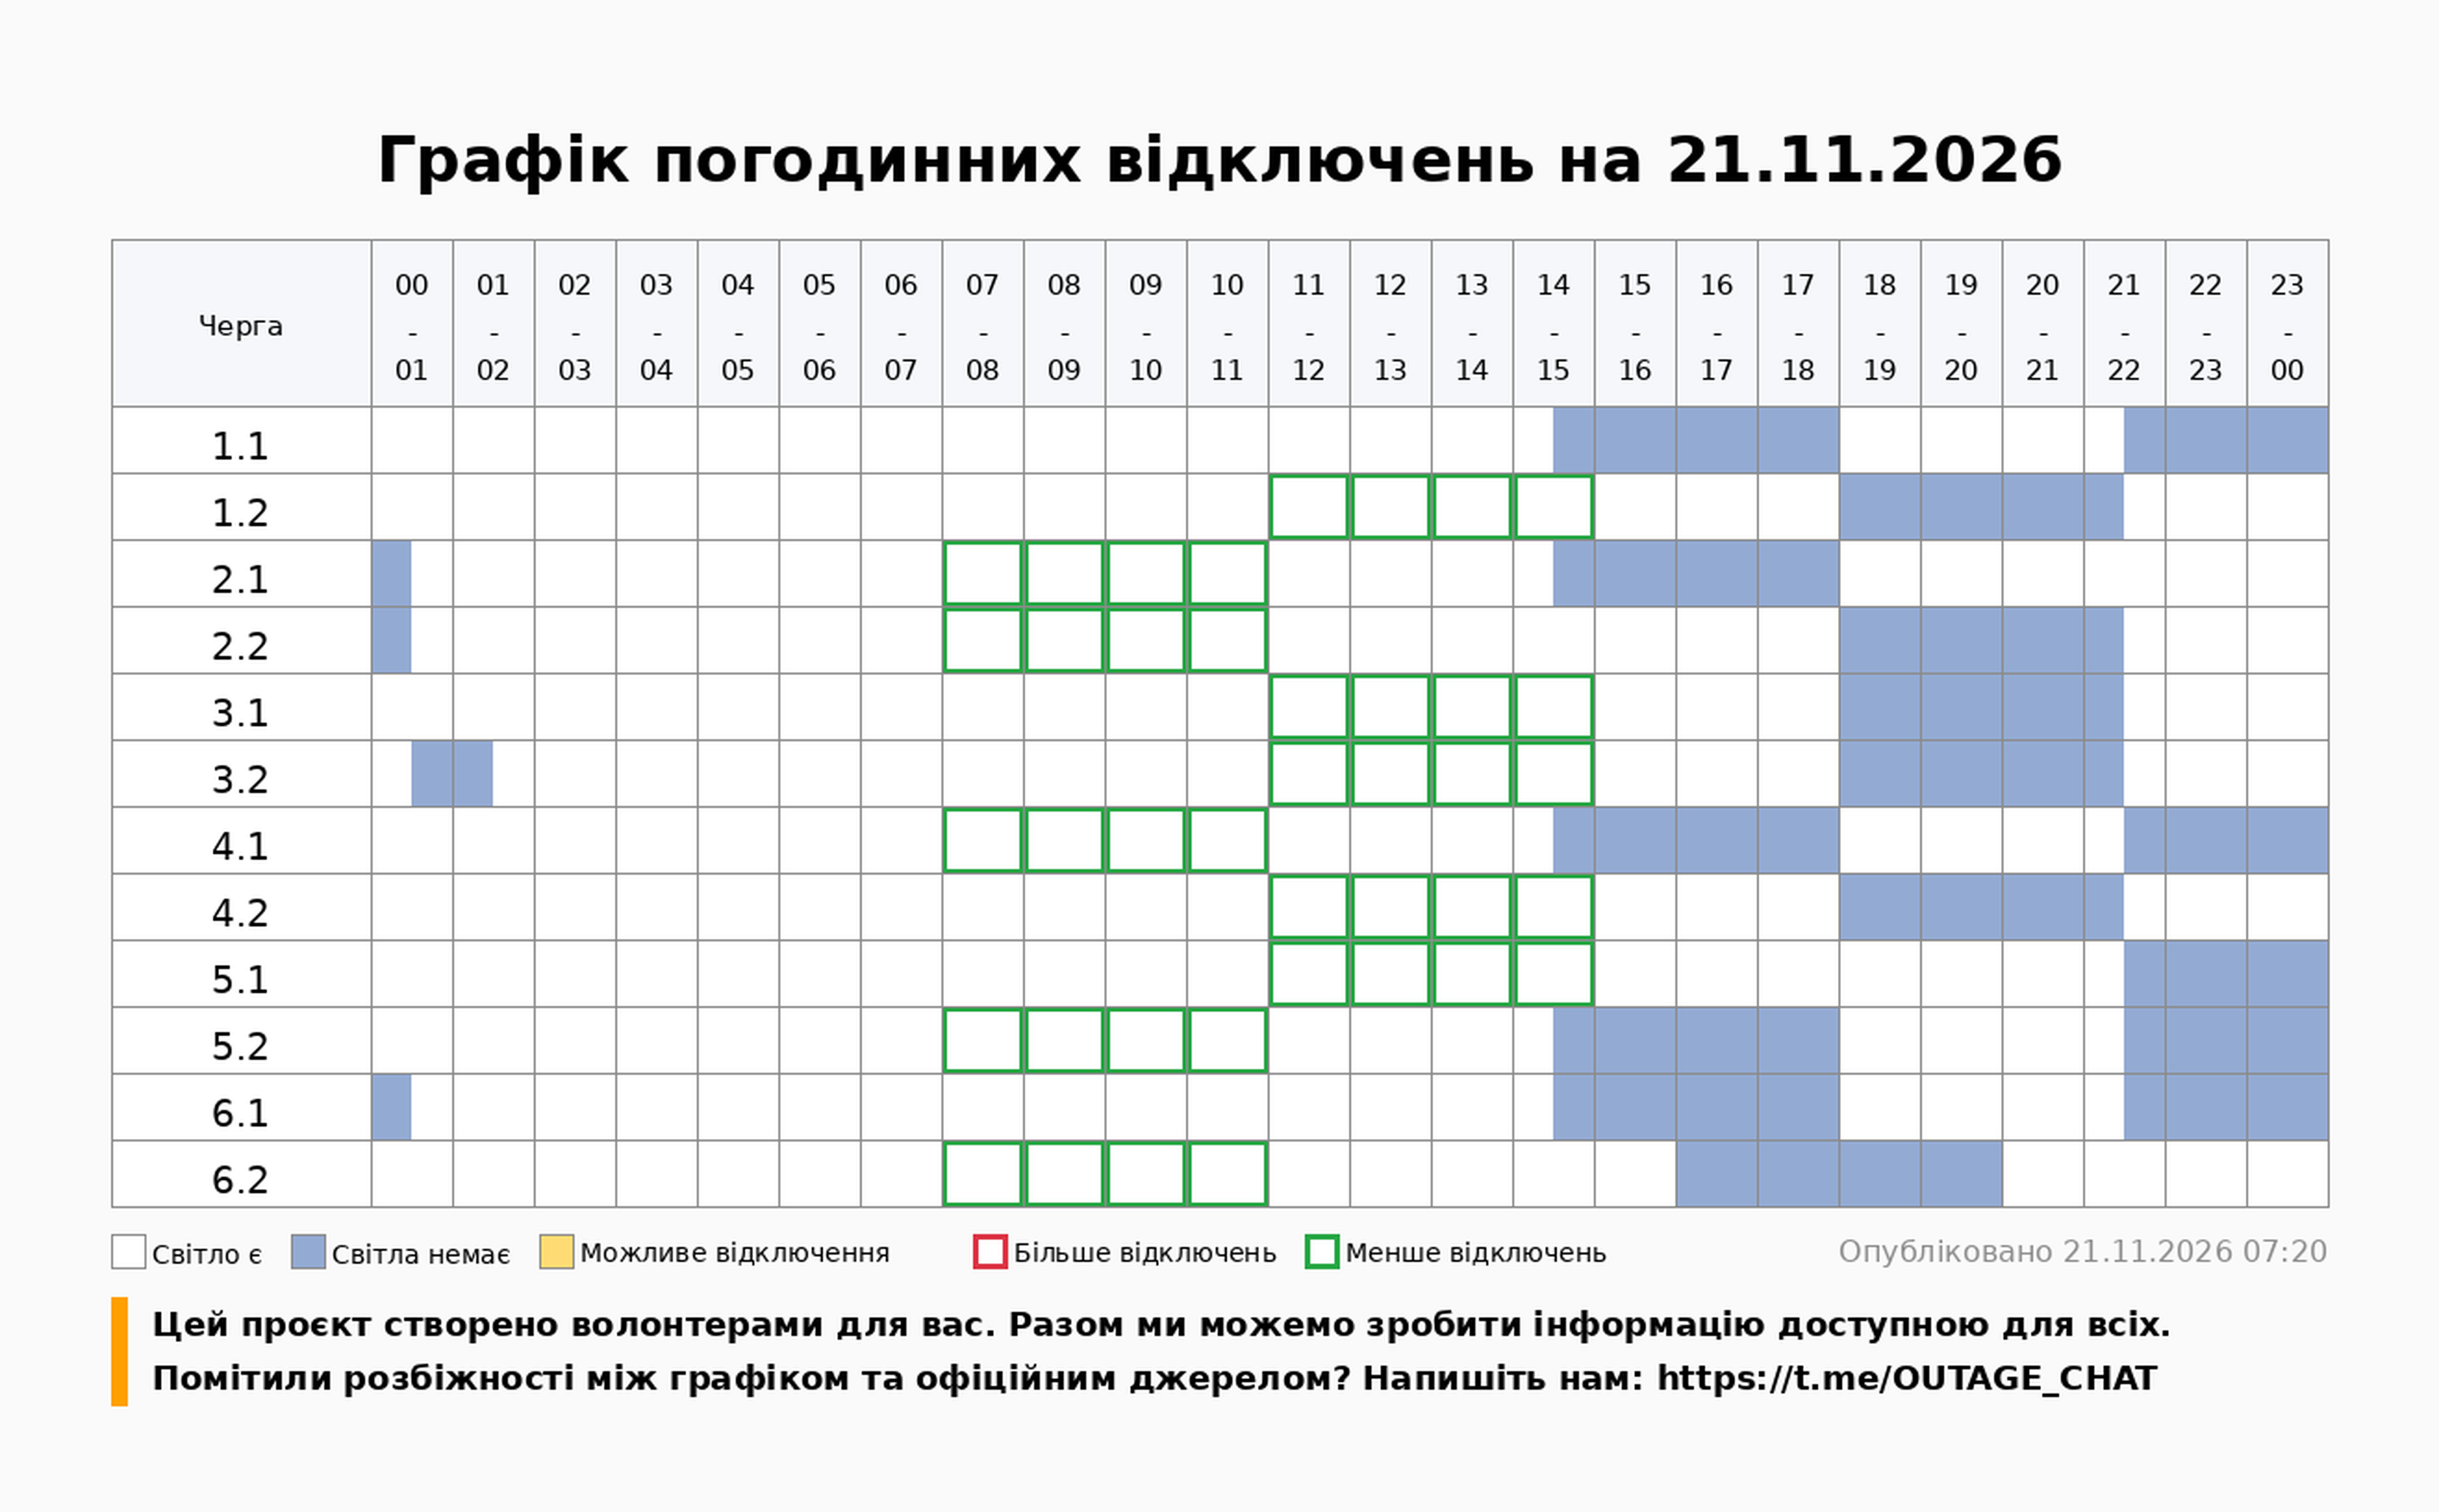 Графік погодинних відключень на 21.11.2026
Черга 00 - 01 01 - 02 02 - 03 03 - 04 04 - 05 05 - 06 06 - 07 07 - 08 08 - 09 09 - 10 10 - 11 11 - 12 12 - 13 13 - 14 14 - 15 15 - 16 16 - 17 17 - 18 18 - 19 19 - 20 20 - 21 21 - 22 22 - 23 23 - 00
1.1
1.2
2.1
2.2
3.1
3.2
4.1
4.2
5.1
5.2
6.1
6.2
Світло є Світла немає Можливе відключення Більше відключень Менше відключень Опубліковано 21.11.2026 07:20
Цей проєкт створено волонтерами для вас. Разом ми можемо зробити інформацію доступною для всіх.
Помітили розбіжності між графіком та офіційним джерелом? Напишіть нам: https://t.me/OUTAGE_CHAT